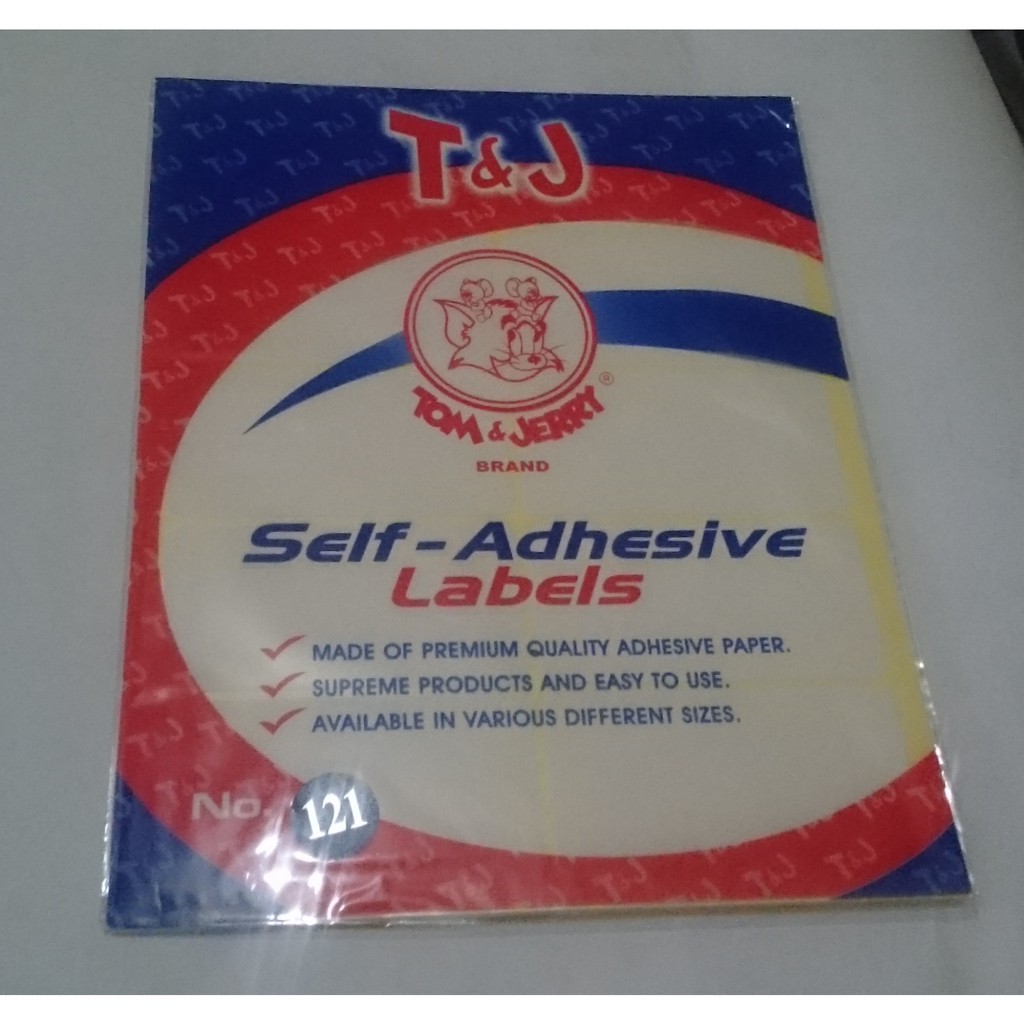 T&J
TOM & JERRY ®
BRAND
Self-Adhesive
Labels
MADE OF PREMIUM QUALITY ADHESIVE PAPER.
SUPREME PRODUCTS AND EASY TO USE.
AVAILABLE IN VARIOUS DIFFERENT SIZES.
No. 121